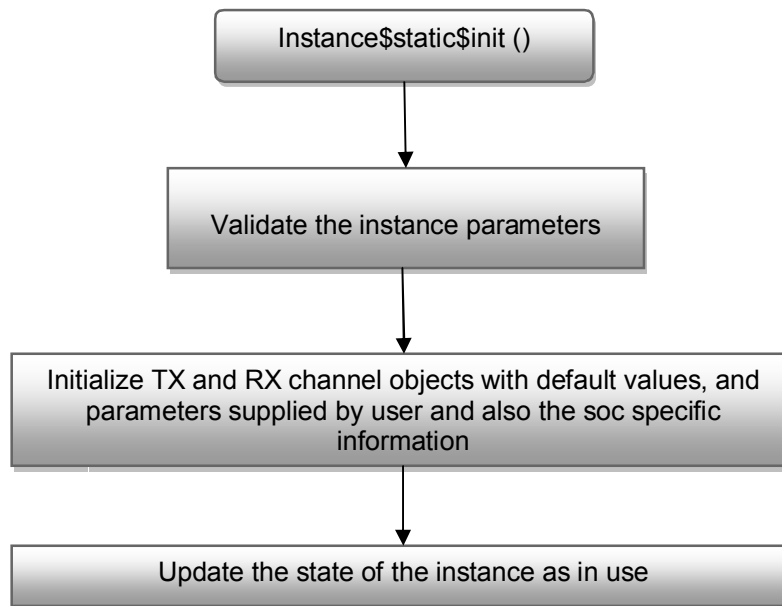 Instance$static$init ()
Validate the instance parameters
Initialize TX and RX channel objects with default values, and
parameters supplied by user and also the soc specific
information
Update the state of the instance as in use